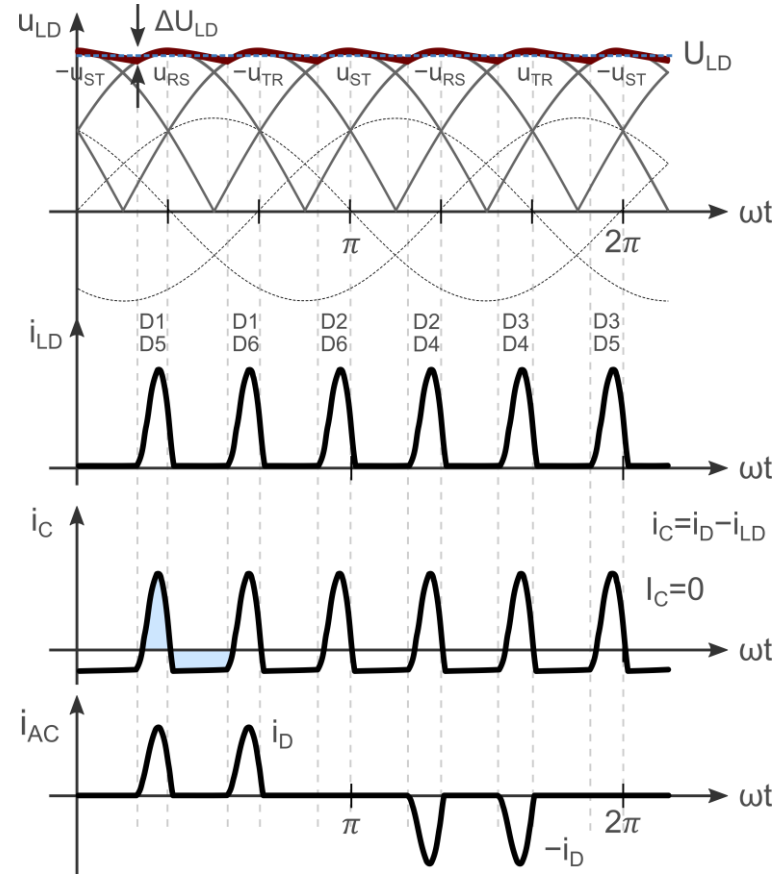 u_LD ΔU_LD U_LD
−u_ST u_RS −u_TR u_ST −u_RS u_TR −u_ST
ωt
π 2π
i_LD
D1 D1 D2 D2 D3 D3
D5 D6 D6 D4 D4 D5
ωt
i_C
i_C=i_D−i_LD
I_C=0
ωt
i_AC
i_D
ωt
π 2π
−i_D